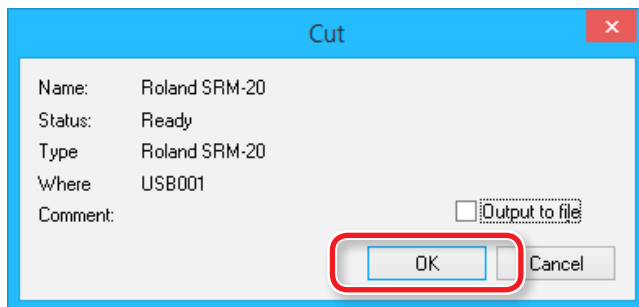 Cut
Name: Roland SRM-20
Status: Ready
Type Roland SRM-20
Where USB001
Comment:
Output to file
OK Cancel